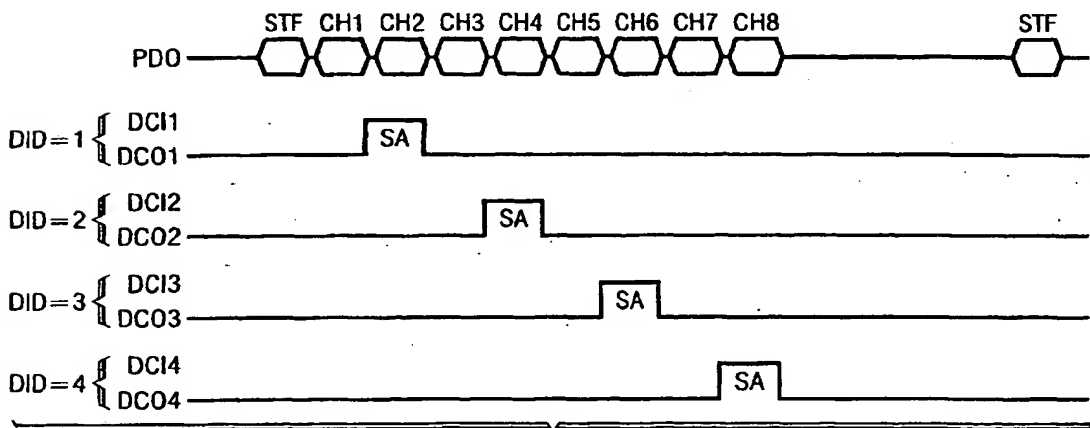 STF CH1 CH2 CH3 CH4 CH5 CH6 CH7 CH8 STF
PDO
DID=1 { DCI1
DCO1
SA
DID=2 { DCI2
DCO2
SA
DID=3 { DCI3
DCO3
SA
DID=4 { DCI4
DCO4
SA